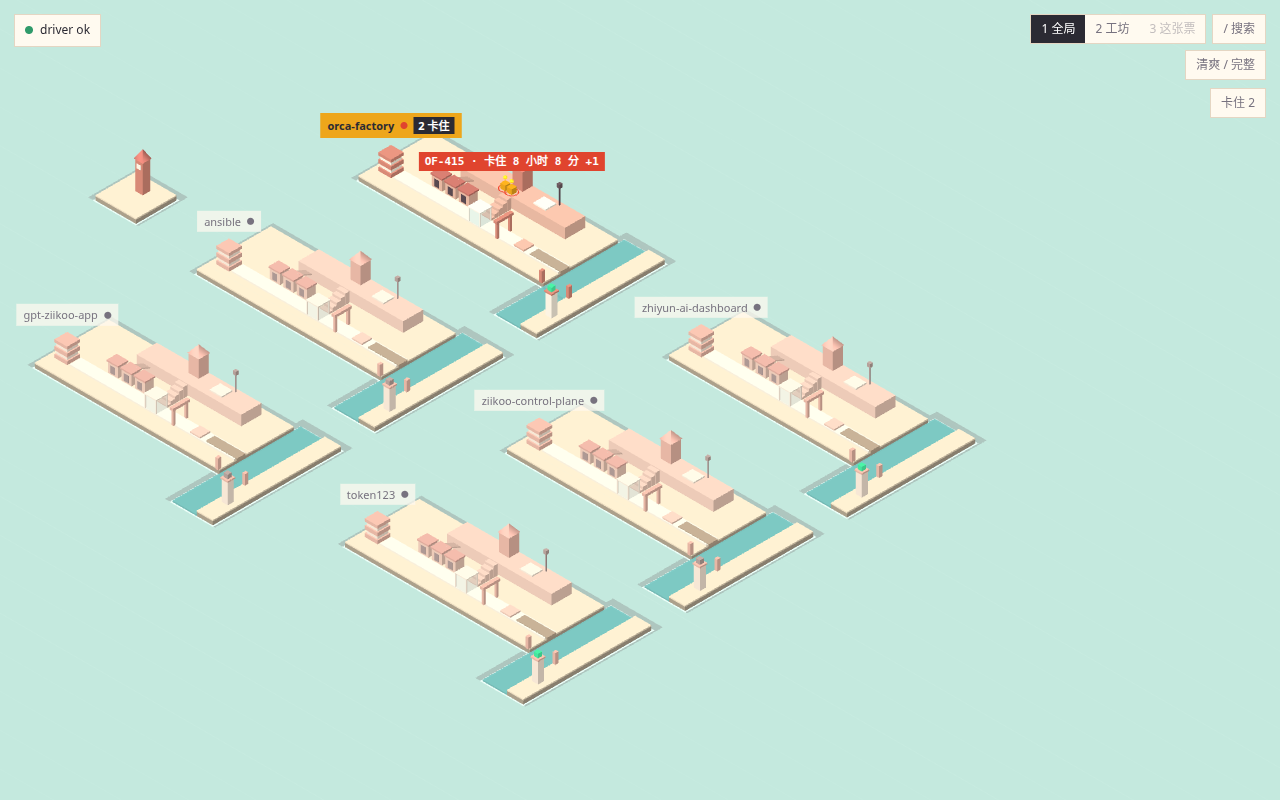 driver ok
1 全局 2 工坊 3 这张票 / 搜索
清爽 / 完整
卡住 2
orca-factory 2 卡住
OF-415 · 卡住 8 小时 8 分 +1
ansible
gpt-ziikoo-app
zhiyun-ai-dashboard
ziikoo-control-plane
token123